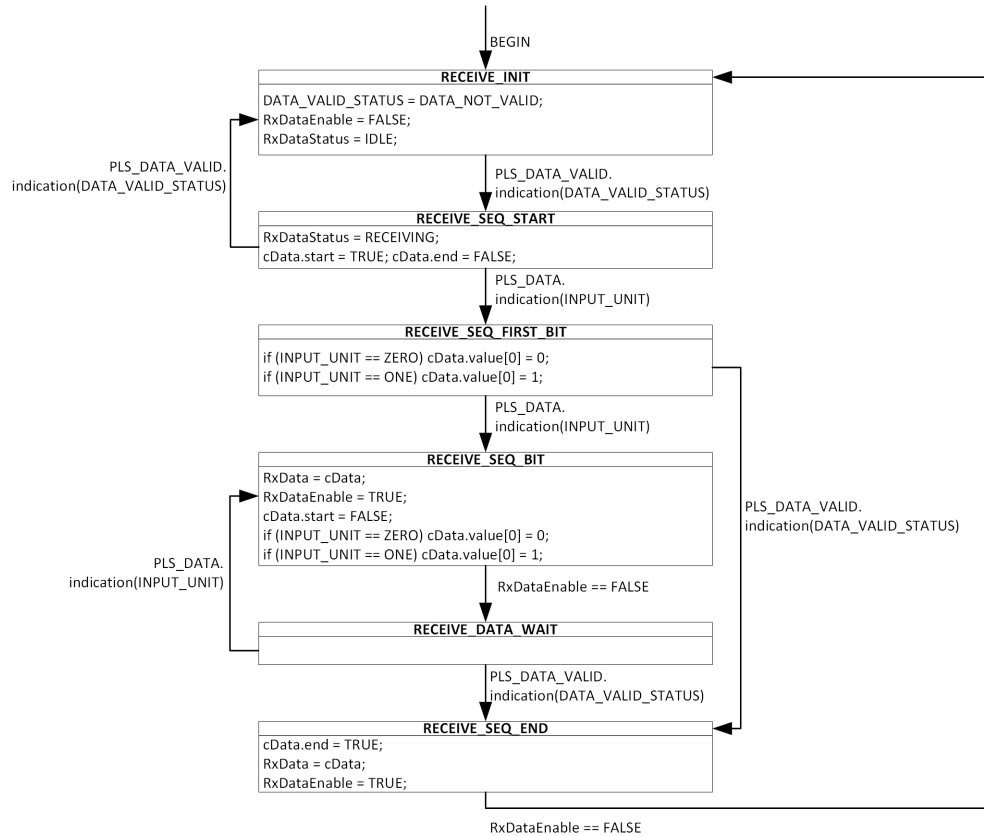 BEGIN
RECEIVE_INIT
DATA_VALID_STATUS = DATA_NOT_VALID;
RxDataEnable = FALSE;
RxDataStatus = IDLE;
PLS_DATA_VALID.
indication(DATA_VALID_STATUS)
PLS_DATA_VALID.
indication(DATA_VALID_STATUS)
RECEIVE_SEQ_START
RxDataStatus = RECEIVING;
cData.start = TRUE; cData.end = FALSE;
PLS_DATA.
indication(INPUT_UNIT)
RECEIVE_SEQ_FIRST_BIT
if (INPUT_UNIT == ZERO) cData.value[0] = 0;
if (INPUT_UNIT == ONE) cData.value[0] = 1;
PLS_DATA.
indication(INPUT_UNIT)
RECEIVE_SEQ_BIT
RxData = cData;
RxDataEnable = TRUE;
cData.start = FALSE;
if (INPUT_UNIT == ZERO) cData.value[0] = 0;
if (INPUT_UNIT == ONE) cData.value[0] = 1;
PLS_DATA_VALID.
indication(DATA_VALID_STATUS)
PLS_DATA.
indication(INPUT_UNIT)
RxDataEnable == FALSE
RECEIVE_DATA_WAIT
PLS_DATA_VALID.
indication(DATA_VALID_STATUS)
RECEIVE_SEQ_END
cData.end = TRUE;
RxData = cData;
RxDataEnable = TRUE;
RxDataEnable == FALSE